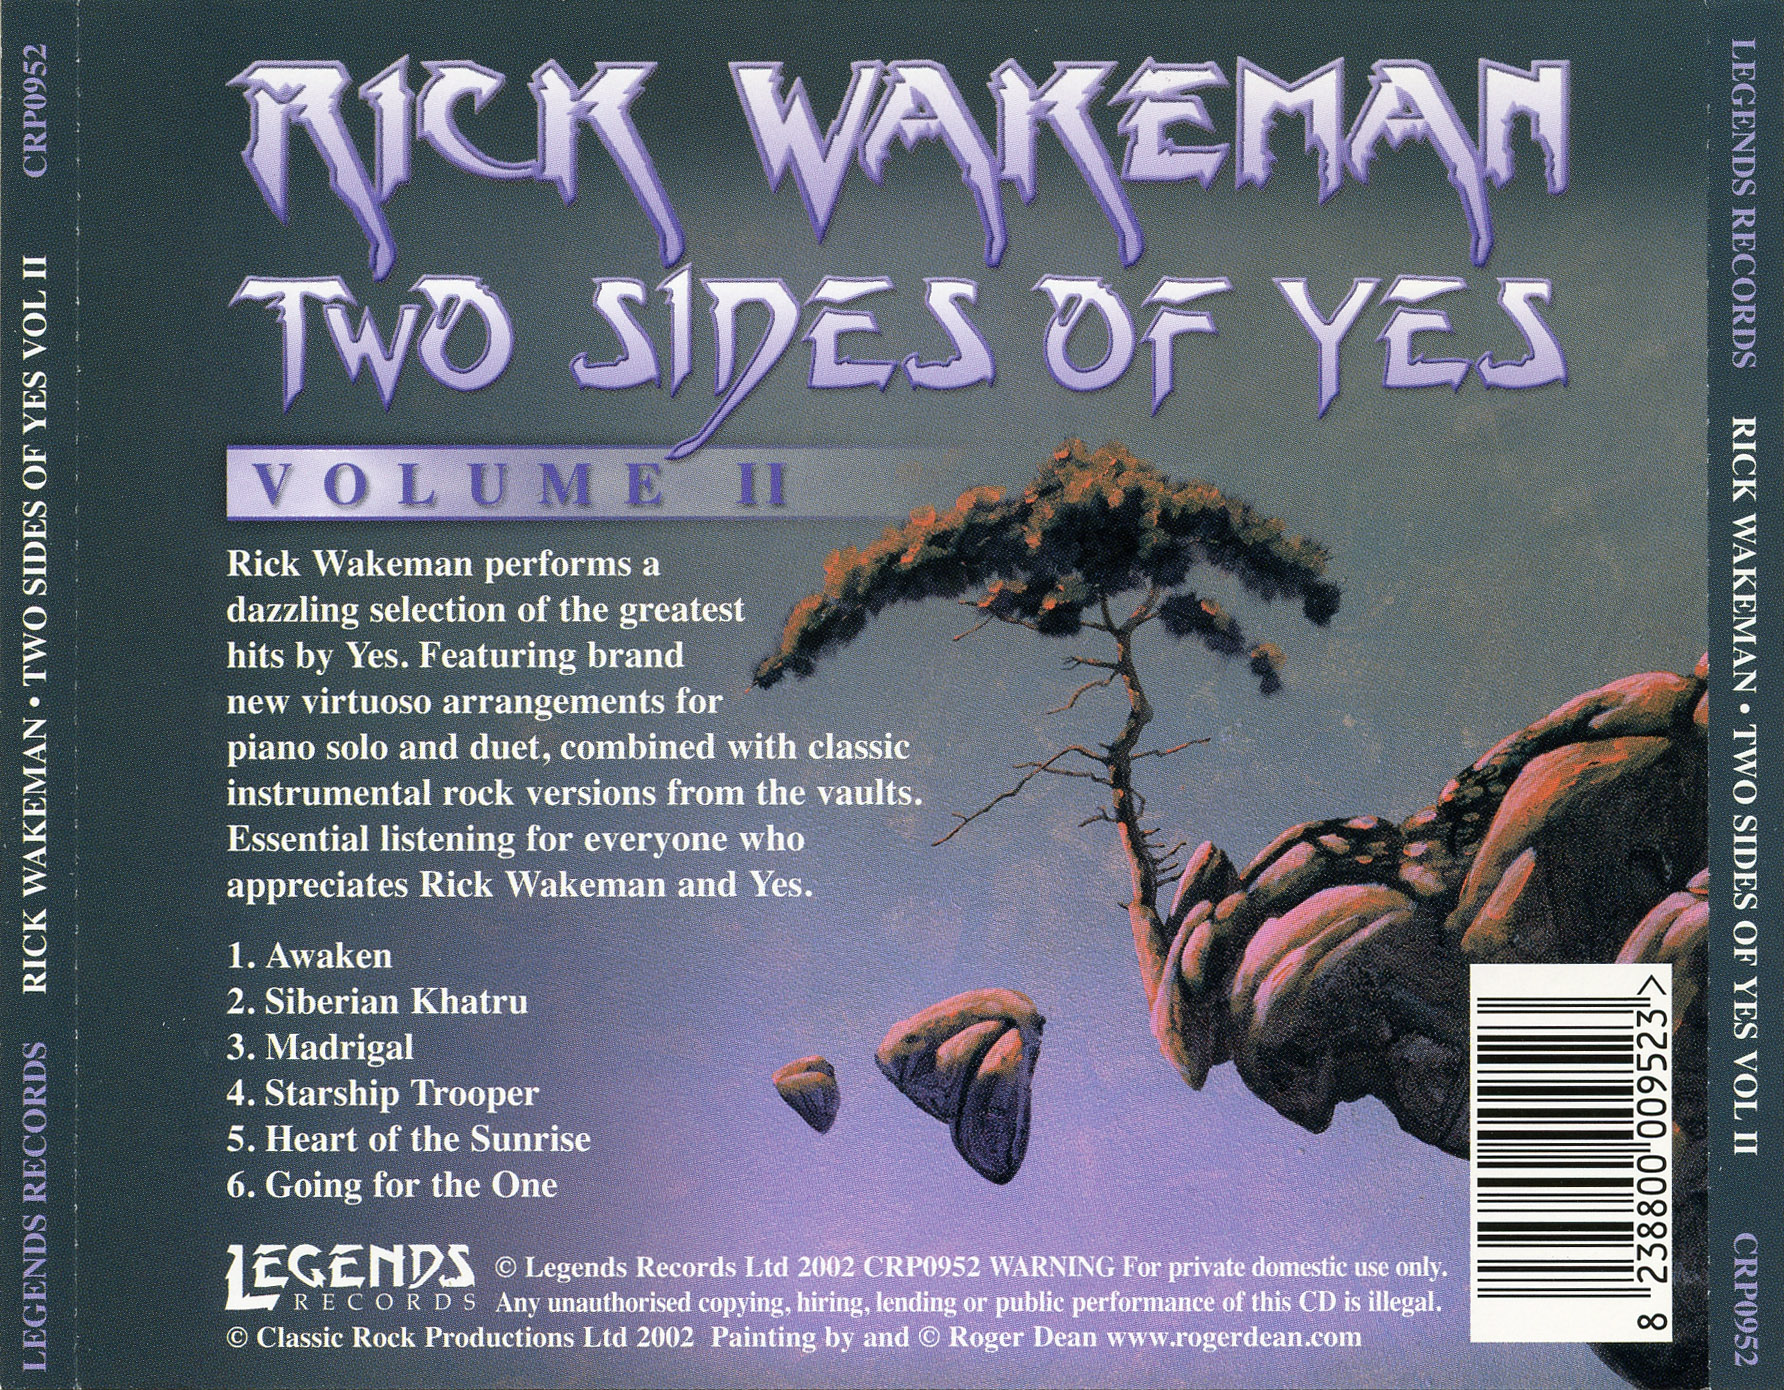 RICK WAKEMAN
TWO SIDES OF YES
VOLUME II
Rick Wakeman performs a
dazzling selection of the greatest
hits by Yes. Featuring brand
new virtuoso arrangements for
piano solo and duet, combined with classic
instrumental rock versions from the vaults.
Essential listening for everyone who
appreciates Rick Wakeman and Yes.
1. Awaken
2. Siberian Khatru
3. Madrigal
4. Starship Trooper
5. Heart of the Sunrise
6. Going for the One
LEGENDS
RECORDS
© Legends Records Ltd 2002 CRP0952 WARNING For private domestic use only.
Any unauthorised copying, hiring, lending or public performance of this CD is illegal.
© Classic Rock Productions Ltd 2002 Painting by and © Roger Dean www.rogerdean.com
8 23880 00952 3 >
LEGENDS RECORDS RICK WAKEMAN • TWO SIDES OF YES VOL II CRP0952
LEGENDS RECORDS RICK WAKEMAN • TWO SIDES OF YES VOL II CRP0952